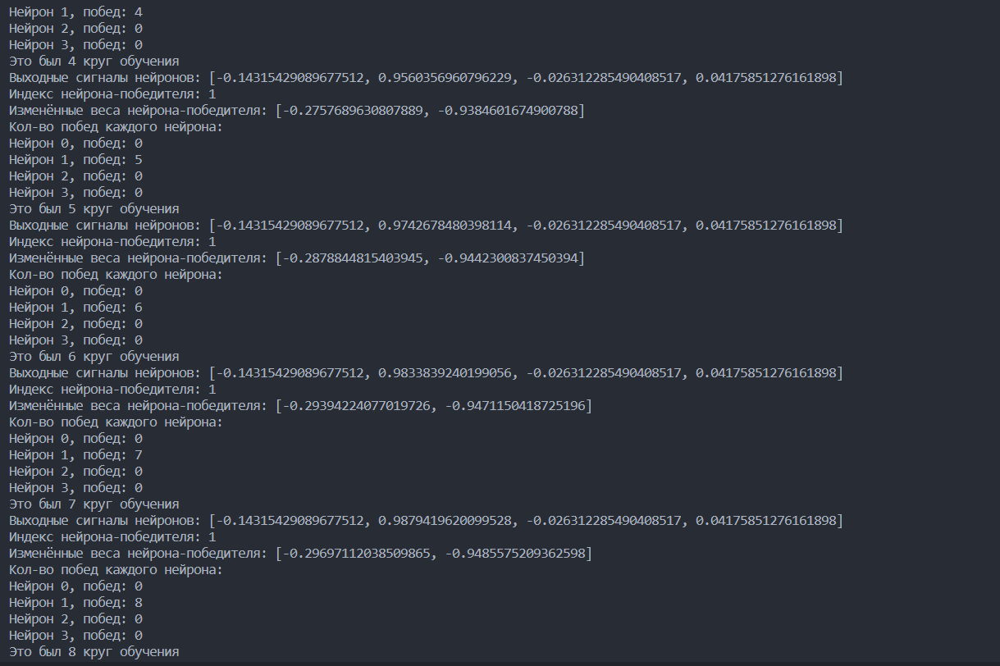 Нейрон 1, побед: 4
Нейрон 2, побед: 0
Нейрон 3, побед: 0
Это был 4 круг обучения
Выходные сигналы нейронов: [-0.14315429089677512, 0.9560356960796229, -0.026312285490408517, 0.04175851276161898]
Индекс нейрона-победителя: 1
Изменённые веса нейрона-победителя: [-0.2757689630807889, -0.9384601674900788]
Кол-во побед каждого нейрона:
Нейрон 0, побед: 0
Нейрон 1, побед: 5
Нейрон 2, побед: 0
Нейрон 3, побед: 0
Это был 5 круг обучения
Выходные сигналы нейронов: [-0.14315429089677512, 0.9742678480398114, -0.026312285490408517, 0.04175851276161898]
Индекс нейрона-победителя: 1
Изменённые веса нейрона-победителя: [-0.2878844815403945, -0.9442300837450394]
Кол-во побед каждого нейрона:
Нейрон 0, побед: 0
Нейрон 1, побед: 6
Нейрон 2, побед: 0
Нейрон 3, побед: 0
Это был 6 круг обучения
Выходные сигналы нейронов: [-0.14315429089677512, 0.9833839240199056, -0.026312285490408517, 0.04175851276161898]
Индекс нейрона-победителя: 1
Изменённые веса нейрона-победителя: [-0.29394224077019726, -0.9471150418725196]
Кол-во побед каждого нейрона:
Нейрон 0, побед: 0
Нейрон 1, побед: 7
Нейрон 2, побед: 0
Нейрон 3, побед: 0
Это был 7 круг обучения
Выходные сигналы нейронов: [-0.14315429089677512, 0.9879419620099528, -0.026312285490408517, 0.04175851276161898]
Индекс нейрона-победителя: 1
Изменённые веса нейрона-победителя: [-0.29697112038509865, -0.9485575209362598]
Кол-во побед каждого нейрона:
Нейрон 0, побед: 0
Нейрон 1, побед: 8
Нейрон 2, побед: 0
Нейрон 3, побед: 0
Это был 8 круг обучения